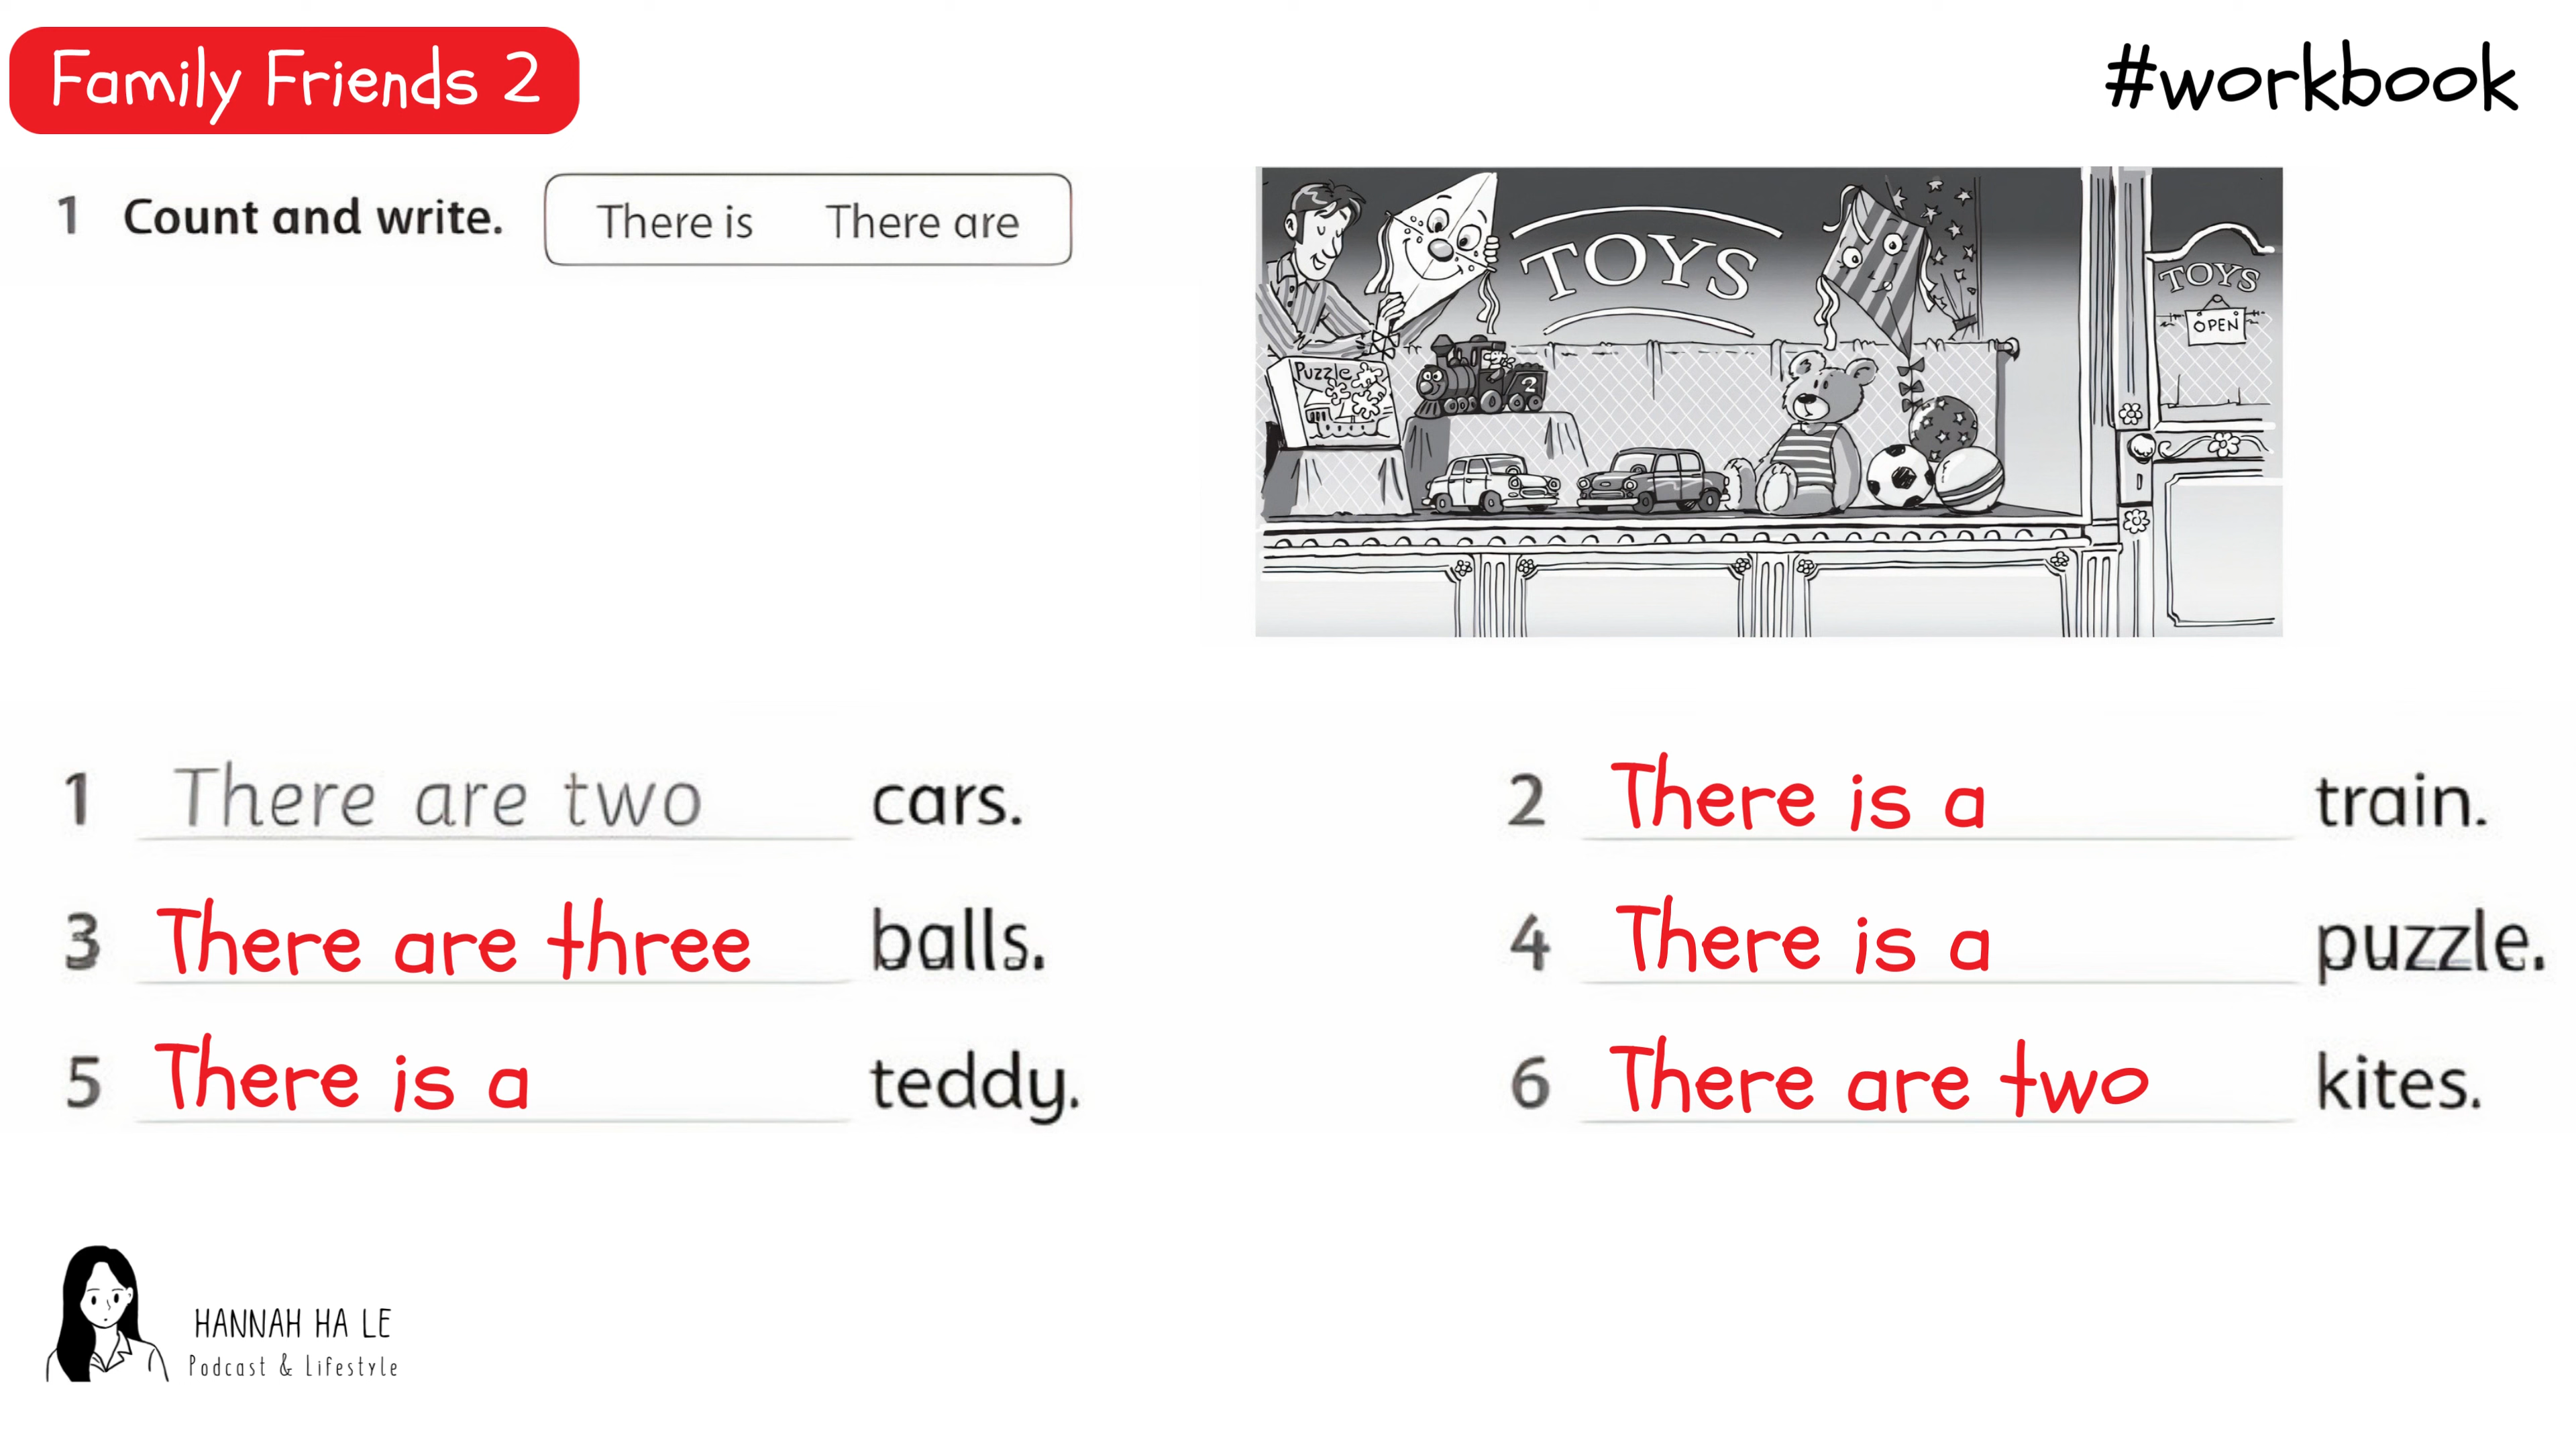 Family Friends 2
#workbook
1 Count and write.
There is There are
TOYS
TOYS
OPEN
Puzzle
2
1 There are two cars.
2 There is a train.
3 There are three balls.
4 There is a puzzle.
5 There is a teddy.
6 There are two kites.
HANNAH HA LE
Podcast & Lifestyle